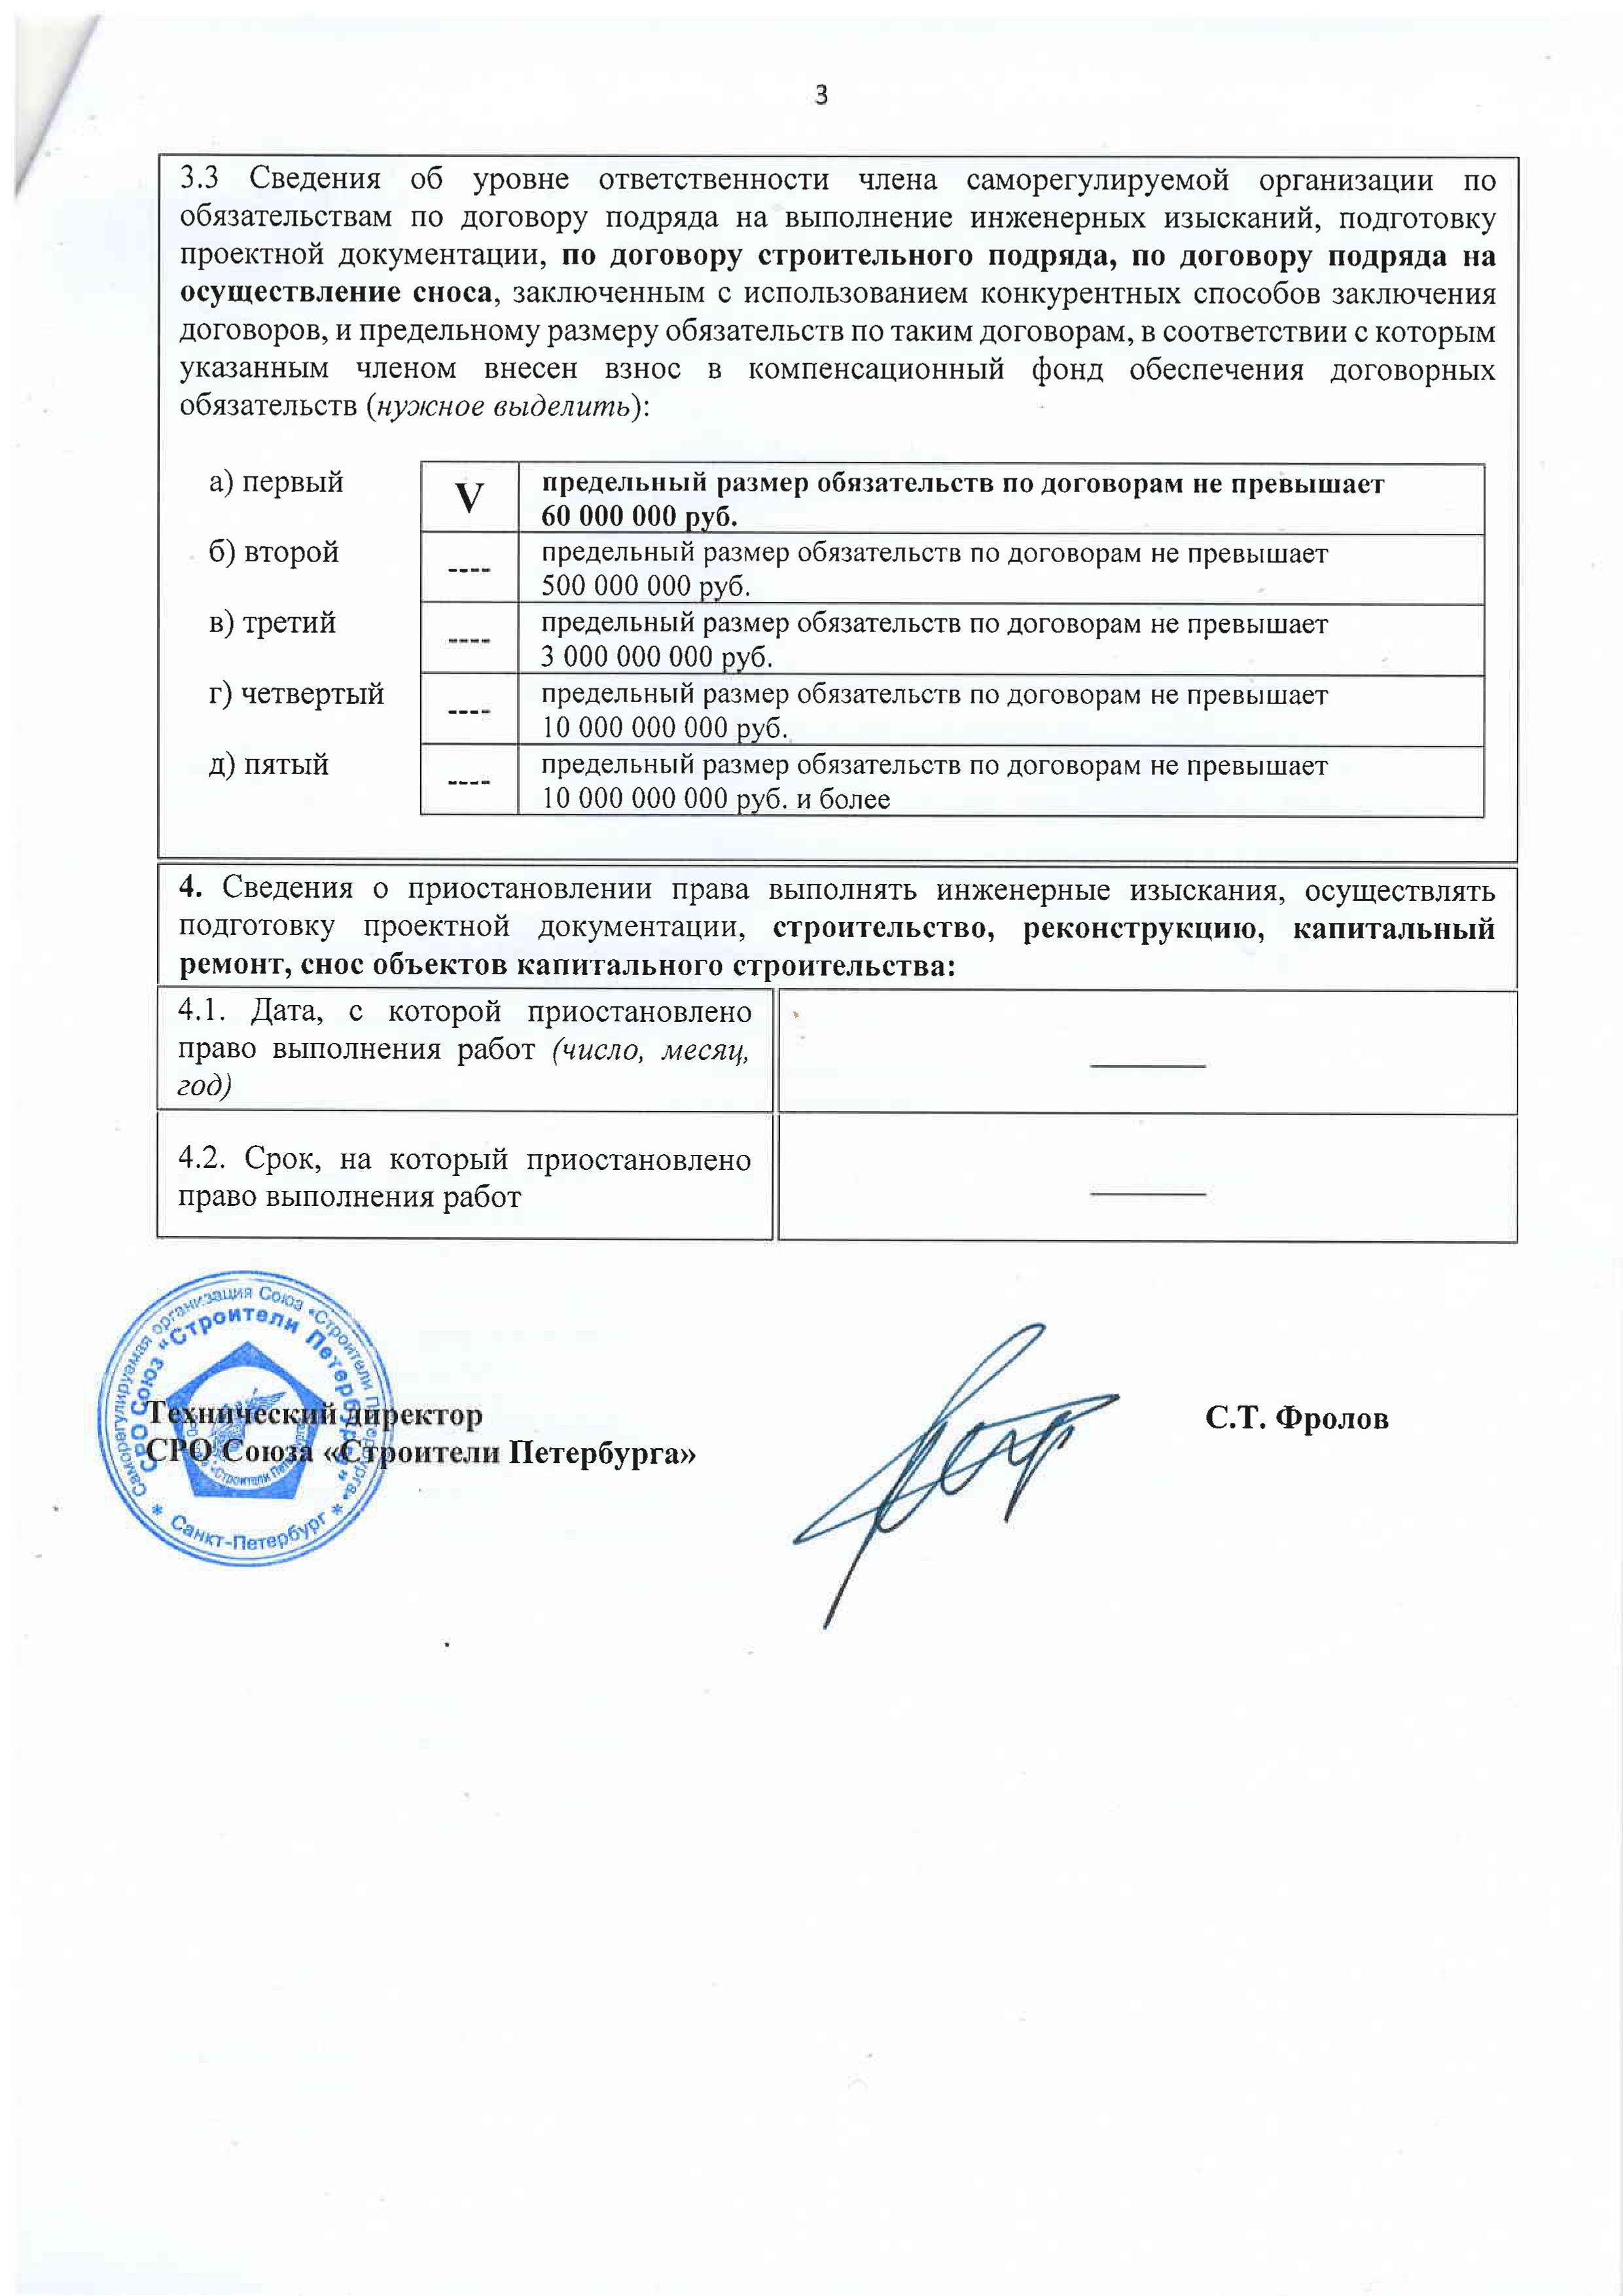 3
3.3 Сведения об уровне ответственности члена саморегулируемой организации по
обязательствам по договору подряда на выполнение инженерных изысканий, подготовку
проектной документации, по договору строительного подряда, по договору подряда на
осуществление сноса, заключенным с использованием конкурентных способов заключения
договоров, и предельному размеру обязательств по таким договорам, в соответствии с которым
указанным членом внесен взнос в компенсационный фонд обеспечения договорных
обязательств (нужное выделить):
а) первый V предельный размер обязательств по договорам не превышает
60 000 000 руб.
б) второй ---- предельный размер обязательств по договорам не превышает
500 000 000 руб.
в) третий ---- предельный размер обязательств по договорам не превышает
3 000 000 000 руб.
г) четвертый ---- предельный размер обязательств по договорам не превышает
10 000 000 000 руб.
д) пятый ---- предельный размер обязательств по договорам не превышает
10 000 000 000 руб. и более
4. Сведения о приостановлении права выполнять инженерные изыскания, осуществлять
подготовку проектной документации, строительство, реконструкцию, капитальный
ремонт, снос объектов капитального строительства:
4.1. Дата, с которой приостановлено
право выполнения работ (число, месяц,
год)
4.2. Срок, на который приостановлено
право выполнения работ
Саморегулируемая организация Союза «Строители Петербурга»
СРО Союз "Строители Петербурга"
«Строители Петербурга»
* Санкт-Петербург *
Технический директор
СРО Союза «Строители Петербурга»
С.Т. Фролов